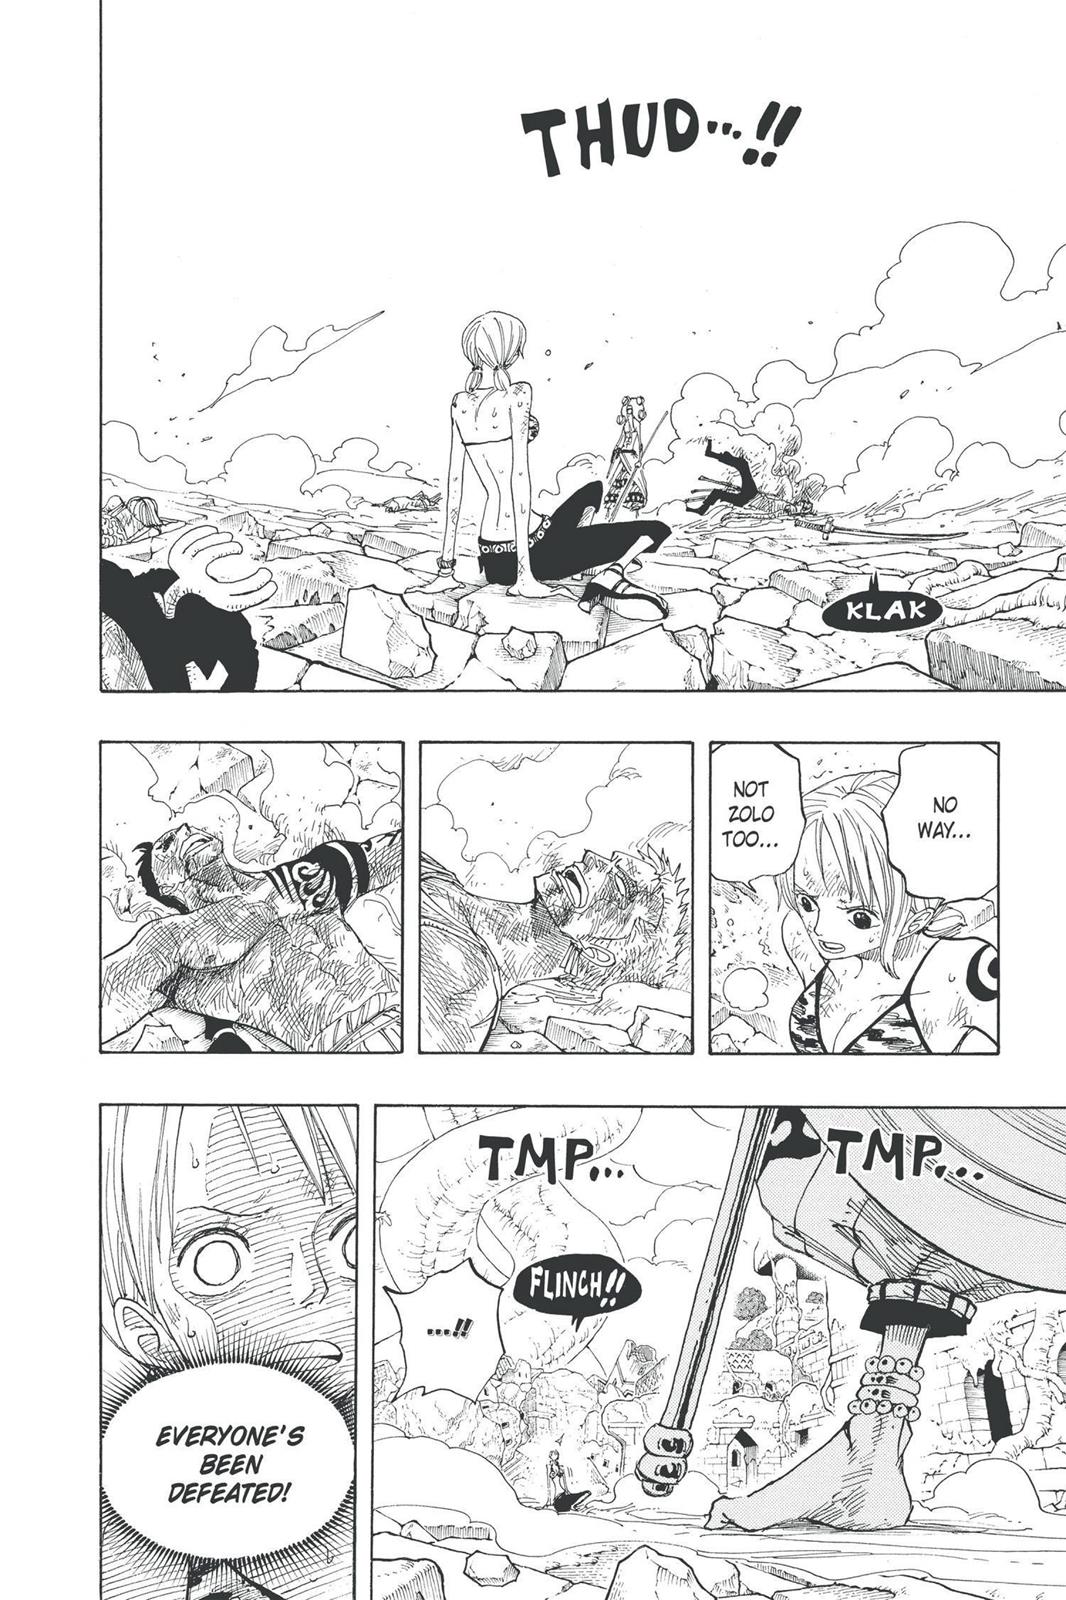 THUD...!!
KLAK
NO
WAY...
NOT
ZOLO
TOO...
EVERYONE'S
BEEN
DEFEATED!
TMP...
TMP...
FLINCH!!
...!!